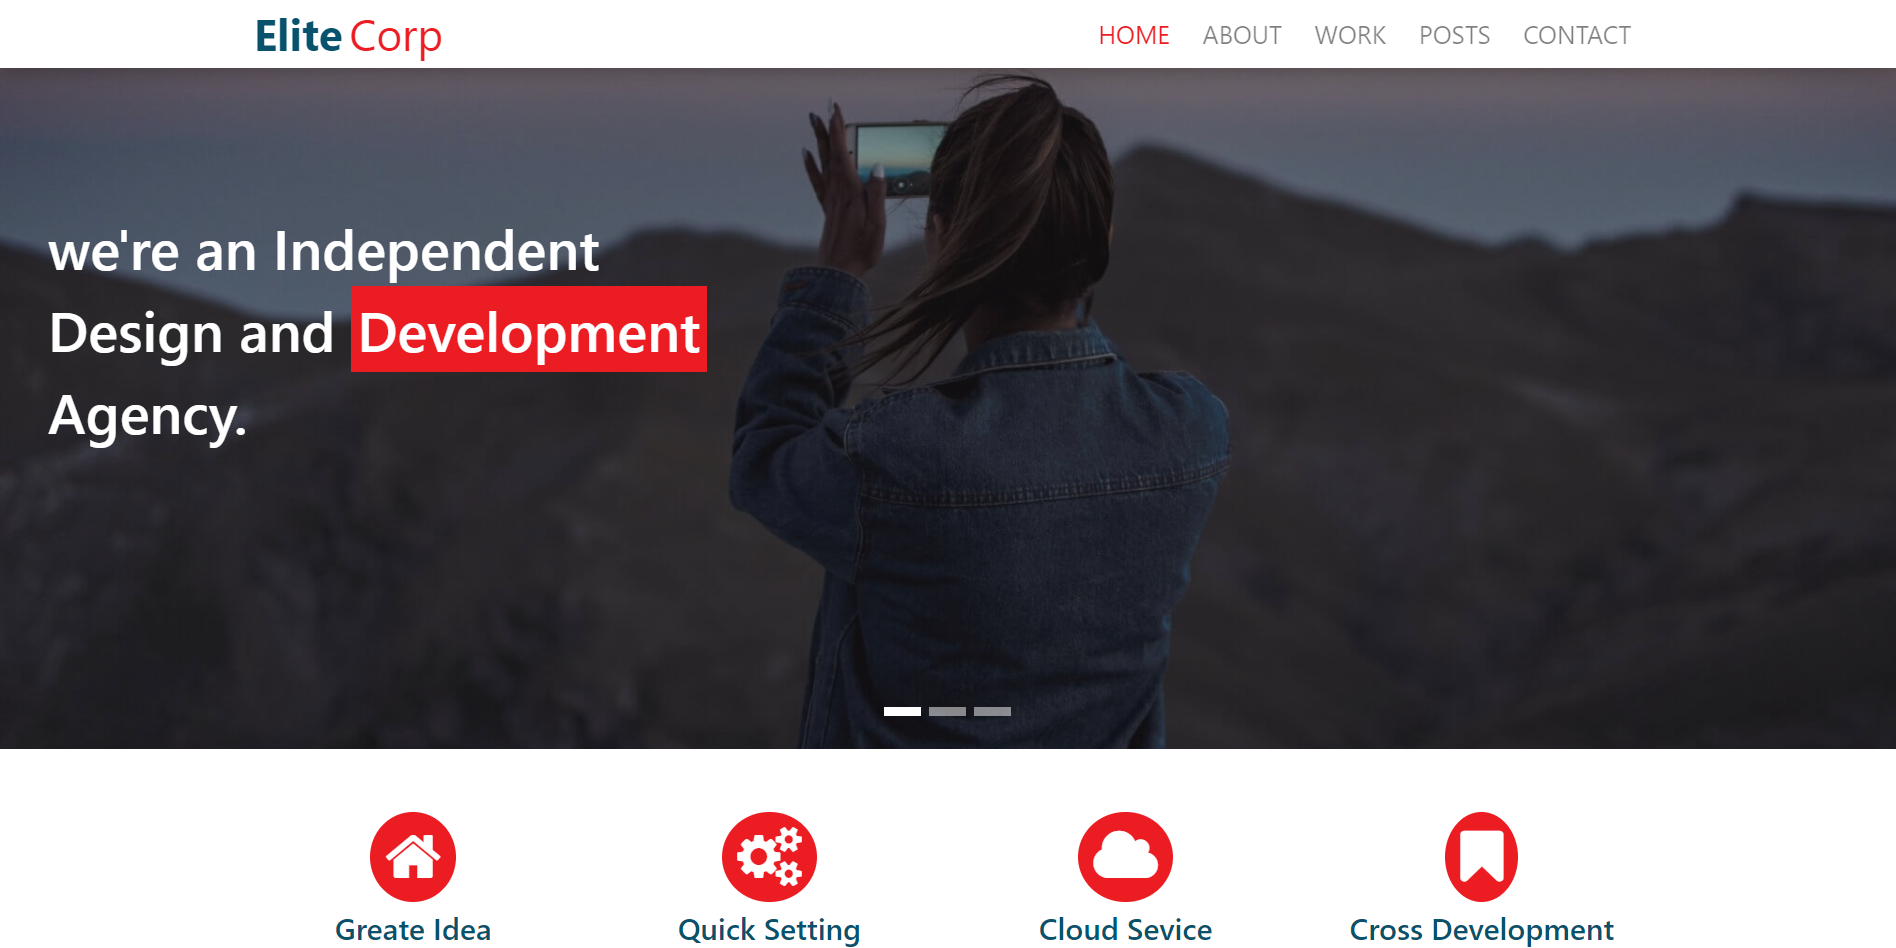 Elite Corp
HOME ABOUT WORK POSTS CONTACT
we're an Independent
Design and Development
Agency.
Greate Idea
Quick Setting
Cloud Sevice
Cross Development